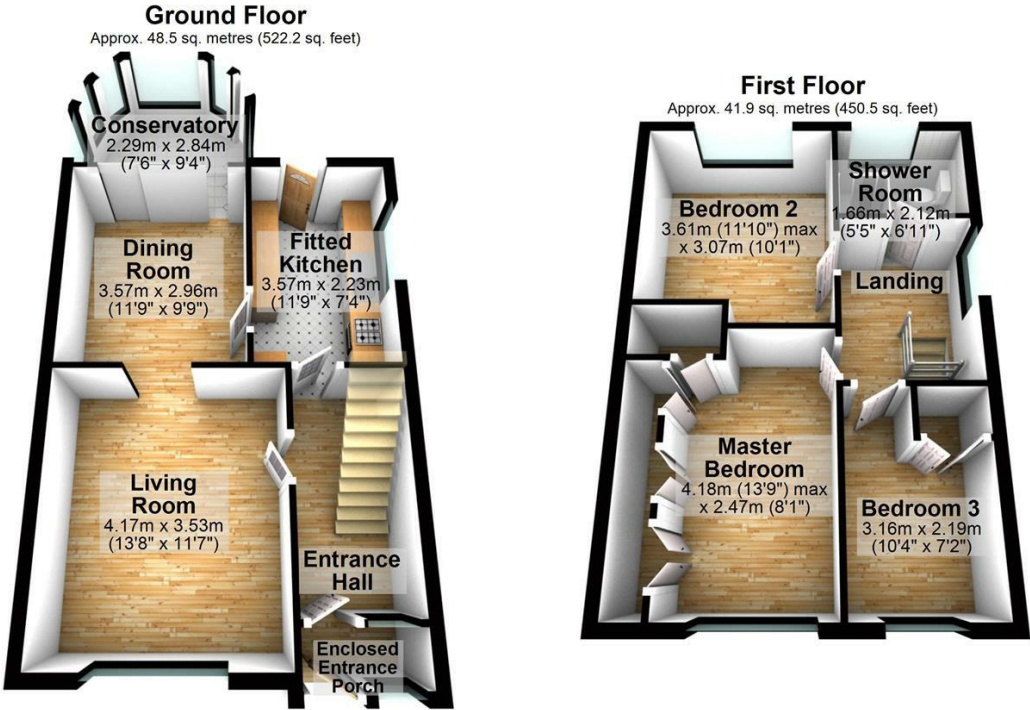 Ground Floor
Approx. 48.5 sq. metres (522.2 sq. feet)
Conservatory
2.29m x 2.84m
(7'6" x 9'4")
Dining
Room
3.57m x 2.96m
(11'9" x 9'9")
Fitted
Kitchen
3.57m x 2.23m
(11'9" x 7'4")
Living
Room
4.17m x 3.53m
(13'8" x 11'7")
Entrance
Hall
Enclosed
Entrance
Porch
First Floor
Approx. 41.9 sq. metres (450.5 sq. feet)
Bedroom 2
3.61m (11'10") max
x 3.07m (10'1")
Shower
Room
1.66m x 2.12m
(5'5" x 6'11")
Landing
Master
Bedroom
4.18m (13'9") max
x 2.47m (8'1")
Bedroom 3
3.16m x 2.19m
(10'4" x 7'2")